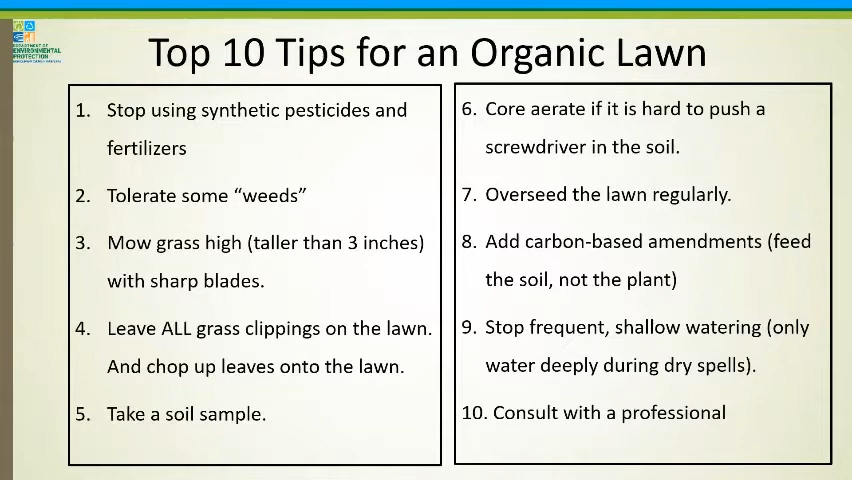 DEPARTMENT OF
ENVIRONMENTAL
PROTECTION
Top 10 Tips for an Organic Lawn
1. Stop using synthetic pesticides and
fertilizers
2. Tolerate some “weeds”
3. Mow grass high (taller than 3 inches)
with sharp blades.
4. Leave ALL grass clippings on the lawn.
And chop up leaves onto the lawn.
5. Take a soil sample.
6. Core aerate if it is hard to push a
screwdriver in the soil.
7. Overseed the lawn regularly.
8. Add carbon-based amendments (feed
the soil, not the plant)
9. Stop frequent, shallow watering (only
water deeply during dry spells).
10. Consult with a professional